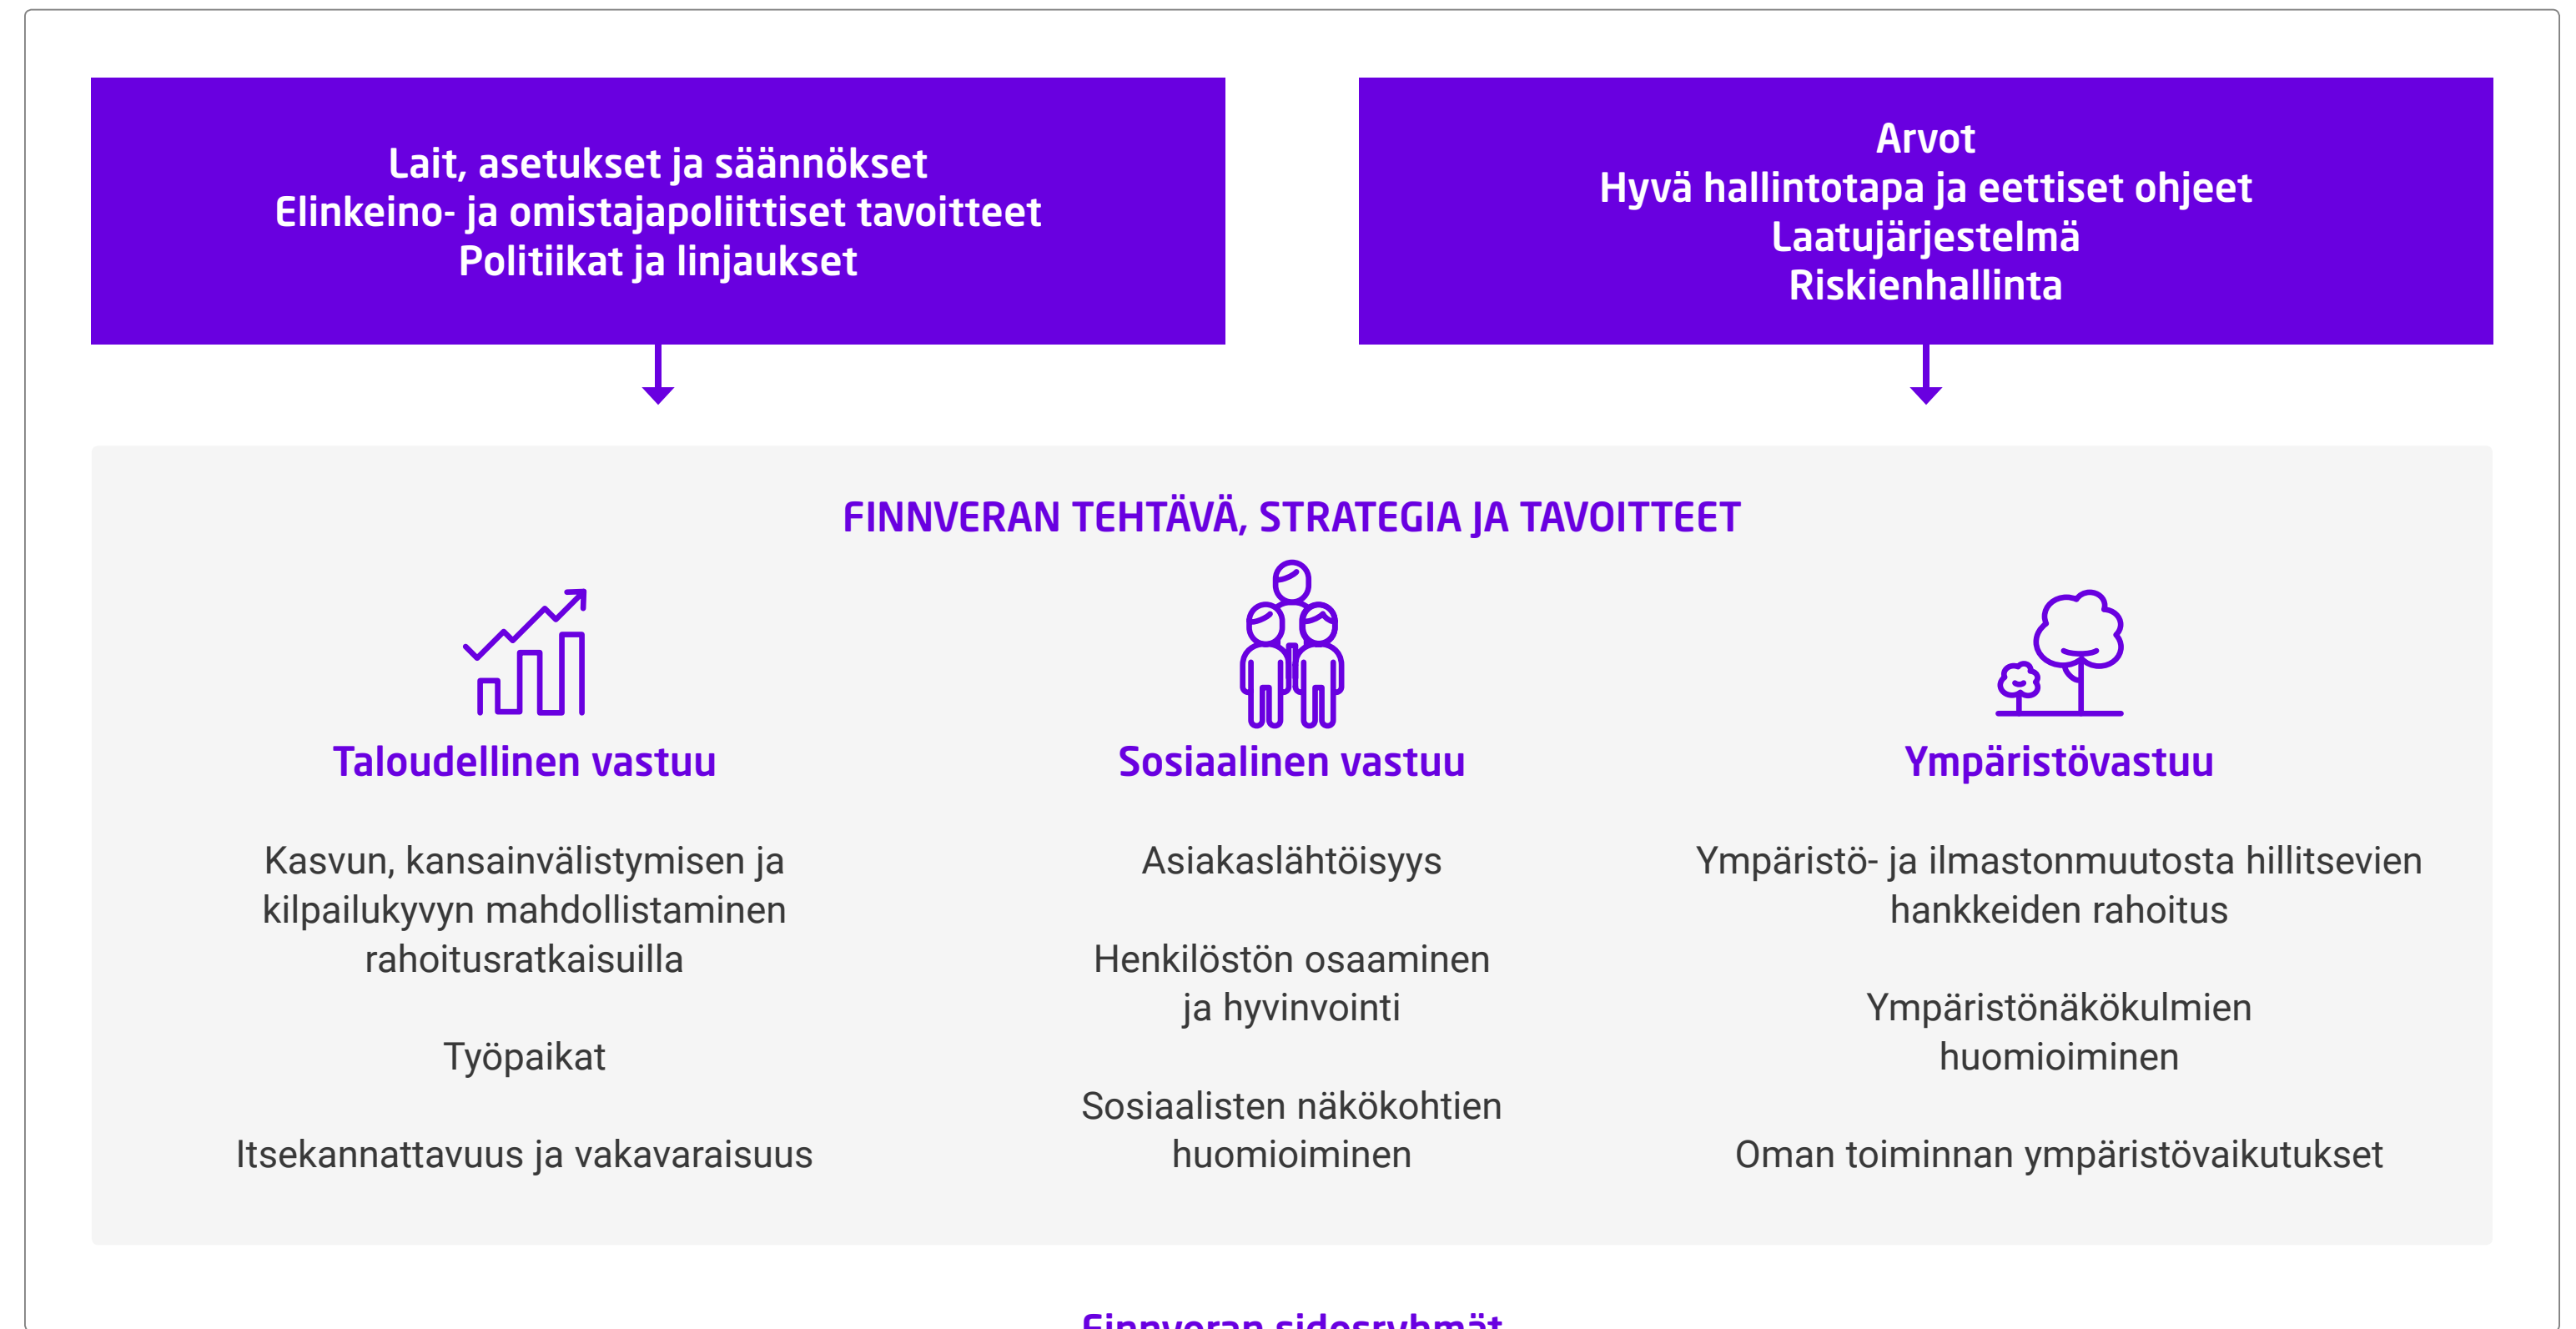 Lait, asetukset ja säännökset
Elinkeino- ja omistajapoliittiset tavoitteet
Politiikat ja linjaukset
Arvot
Hyvä hallintotapa ja eettiset ohjeet
Laatujärjestelmä
Riskienhallinta
FINNVERAN TEHTÄVÄ, STRATEGIA JA TAVOITTEET
Taloudellinen vastuu
Kasvun, kansainvälistymisen ja
kilpailukyvyn mahdollistaminen
rahoitusratkaisuilla
Työpaikat
Itsekannattavuus ja vakavaraisuus
Sosiaalinen vastuu
Asiakaslähtöisyys
Henkilöstön osaaminen
ja hyvinvointi
Sosiaalisten näkökohtien
huomioiminen
Ympäristövastuu
Ympäristö- ja ilmastonmuutosta hillitsevien
hankkeiden rahoitus
Ympäristönäkökulmien
huomioiminen
Oman toiminnan ympäristövaikutukset
Finnveran sidosryhmät